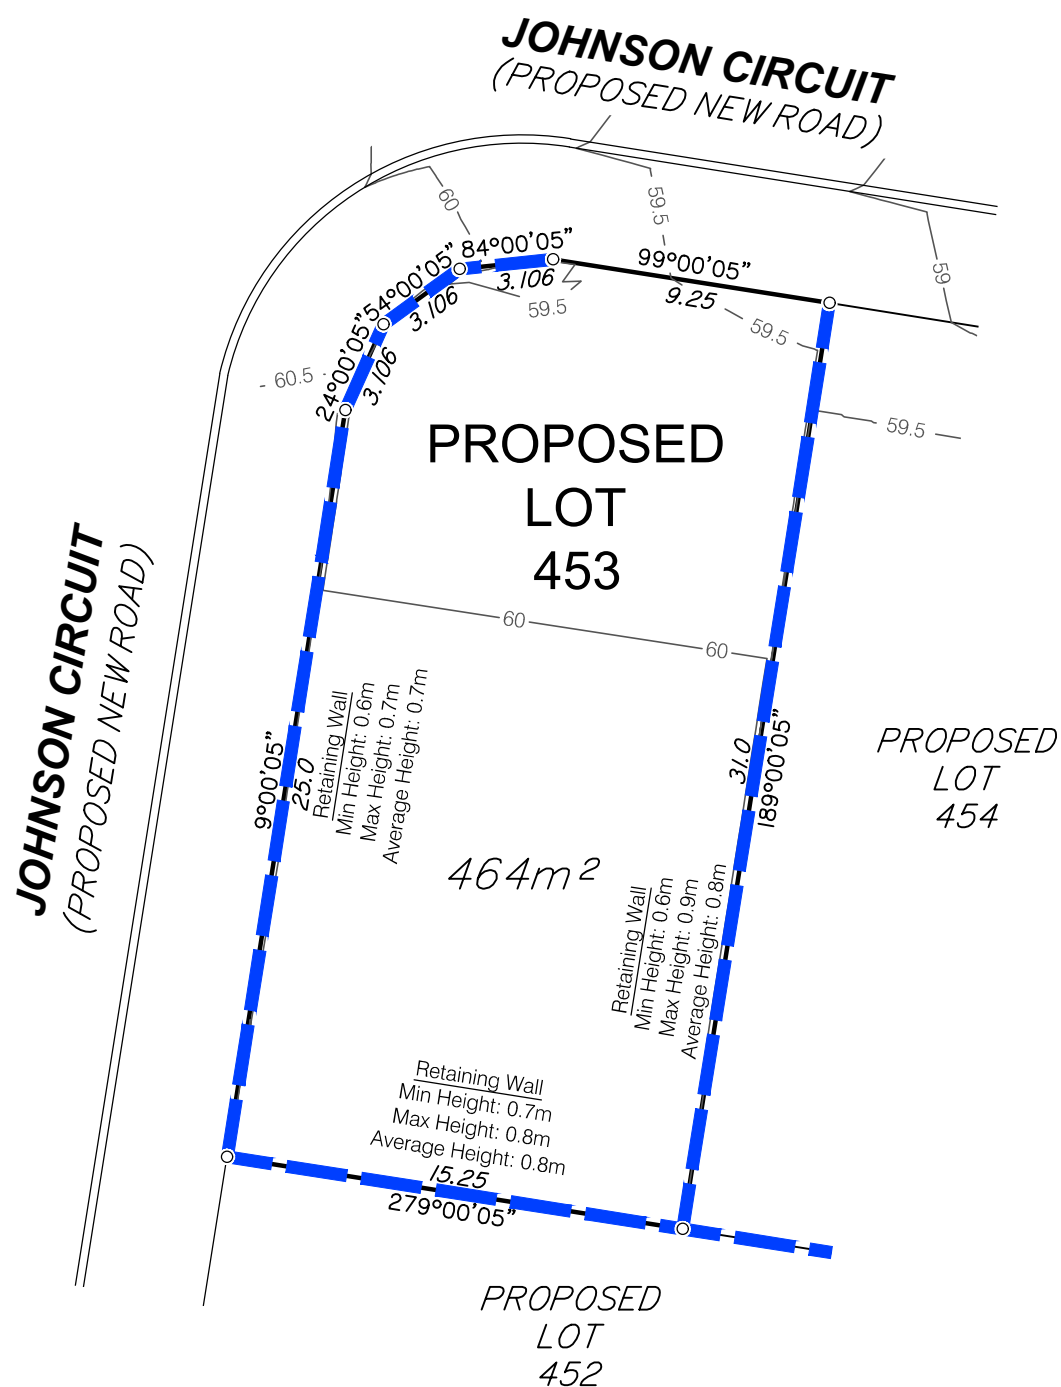 JOHNSON CIRCUIT
(PROPOSED NEW ROAD)
60
59.5
59
84°00'05"
3.106
99°00'05"
9.25
54°00'05"
3.106
59.5
59.5
24°00'05"
3.106
60.5
59.5
PROPOSED
LOT
453
60
60
JOHNSON CIRCUIT
(PROPOSED NEW ROAD)
9°00'05"
25.0
Retaining Wall
Min Height: 0.6m
Max Height: 0.7m
Average Height: 0.7m
31.0
189°00'05"
PROPOSED
LOT
454
464m²
Retaining Wall
Min Height: 0.6m
Max Height: 0.9m
Average Height: 0.8m
Retaining Wall
Min Height: 0.7m
Max Height: 0.8m
Average Height: 0.8m
15.25
279°00'05"
PROPOSED
LOT
452